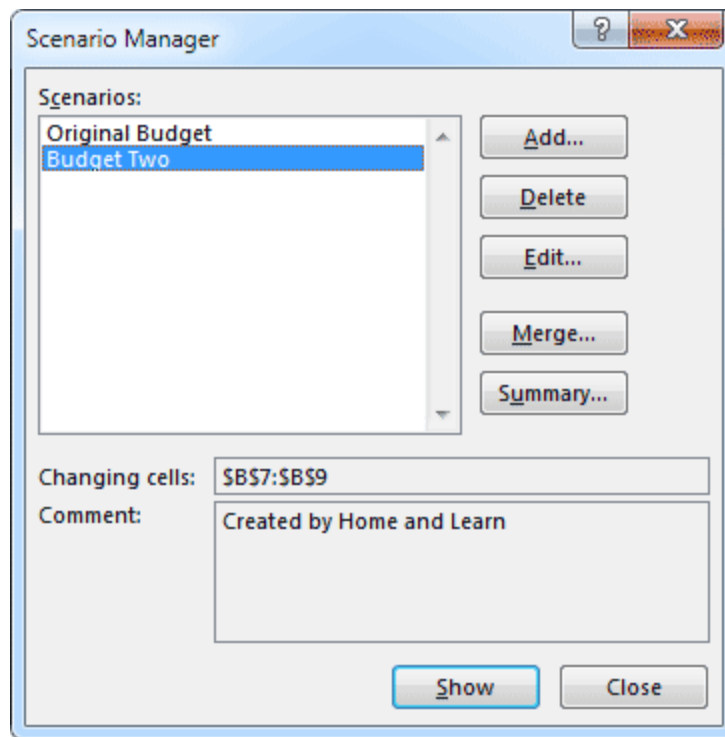 Scenario Manager
?
X
Scenarios:
Original Budget
Budget Two
Add...
Delete
Edit...
Merge...
Summary...
Changing cells: $B$7:$B$9
Comment: Created by Home and Learn
Show Close